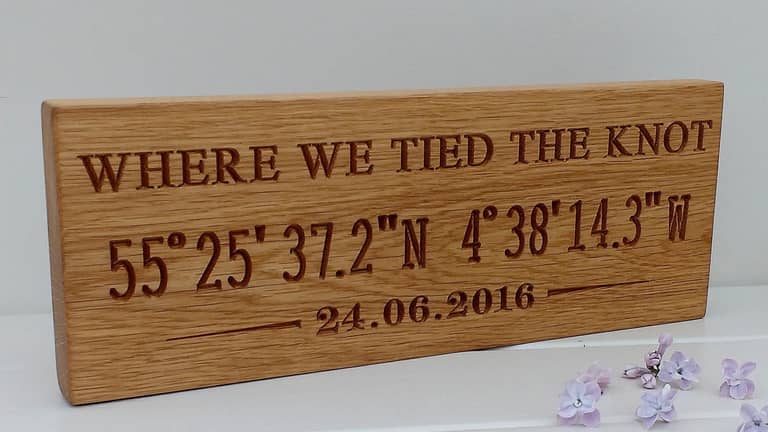 WHERE WE TIED THE KNOT
55°25'37.2"N 4°38'14.3"W
24.06.2016